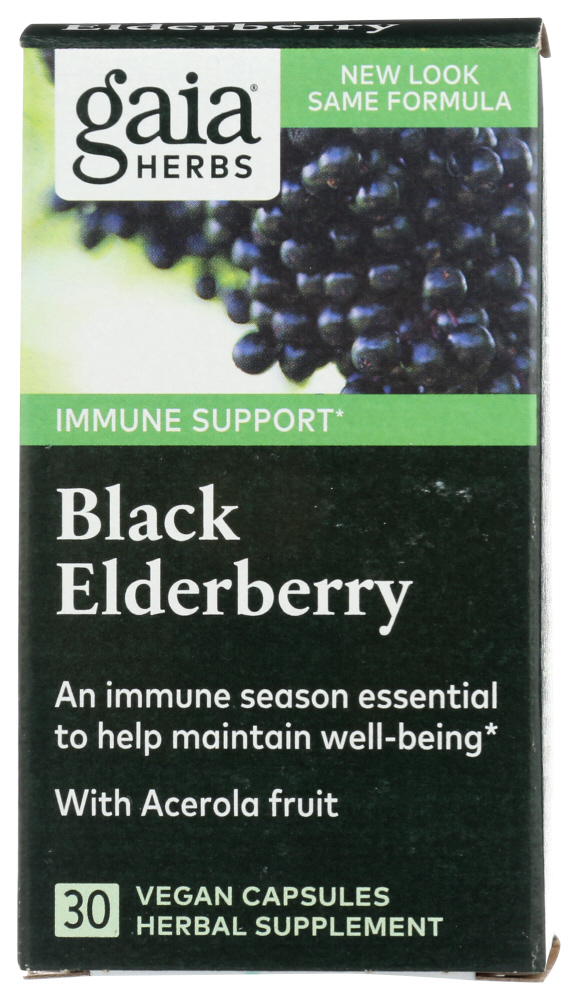 Elderberry
gaia®
HERBS
NEW LOOK
SAME FORMULA
IMMUNE SUPPORT*
Black
Elderberry
An immune season essential
to help maintain well-being*
With Acerola fruit
30
VEGAN CAPSULES
HERBAL SUPPLEMENT